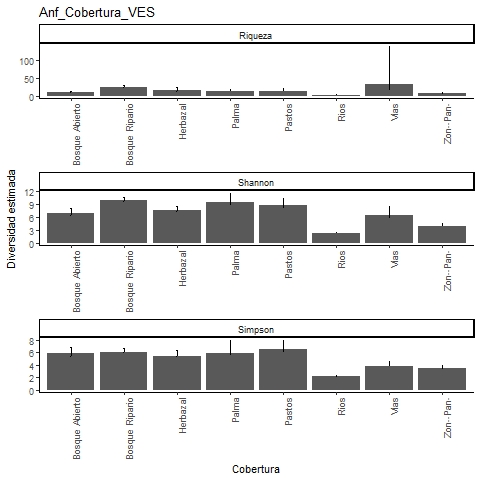 Anf_Cobertura_VES
Riqueza
100
50
0
Bosque Abierto
Bosque Ripario
Herbazal
Palma
Pastos
Rios
Vias
Zon--Pan-
Diversidad estimada
Shannon
12
9
6
3
0
Bosque Abierto
Bosque Ripario
Herbazal
Palma
Pastos
Rios
Vias
Zon--Pan-
Simpson
8
6
4
2
0
Bosque Abierto
Bosque Ripario
Herbazal
Palma
Pastos
Rios
Vias
Zon--Pan-
Cobertura